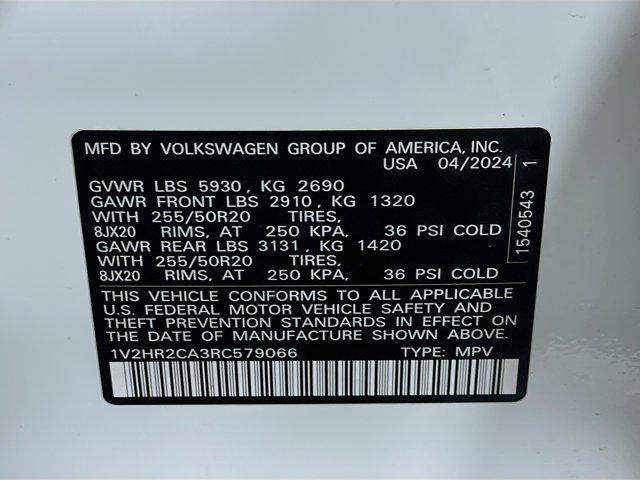 MFD BY VOLKSWAGEN GROUP OF AMERICA, INC.
USA 04/2024
GVWR LBS 5930, KG 2690
GAWR FRONT LBS 2910, KG 1320
WITH 255/50R20 TIRES,
8JX20 RIMS, AT 250 KPA, 36 PSI COLD
GAWR REAR LBS 3131, KG 1420
WITH 255/50R20 TIRES,
8JX20 RIMS, AT 250 KPA, 36 PSI COLD
THIS VEHICLE CONFORMS TO ALL APPLICABLE
U.S. FEDERAL MOTOR VEHICLE SAFETY AND
THEFT PREVENTION STANDARDS IN EFFECT ON
THE DATE OF MANUFACTURE SHOWN ABOVE.
1V2HR2CA3RC579066 TYPE: MPV
1540543 1